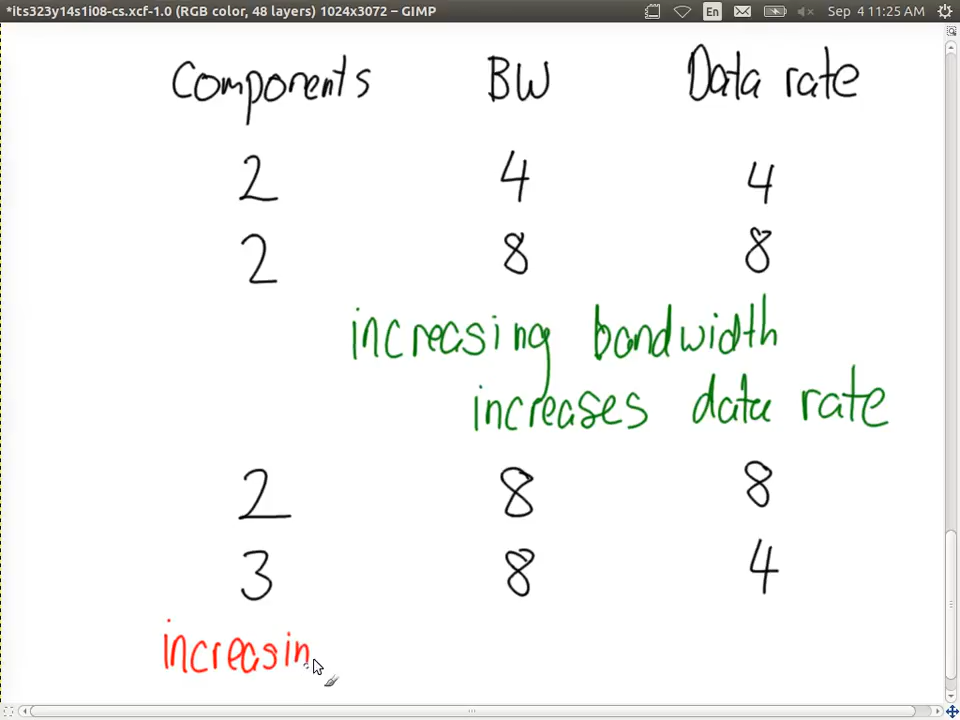 *its323y14s1i08-cs.xcf-1.0 (RGB color, 48 layers) 1024x3072 – GIMP En Sep 4 11:25 AM
Components BW Data rate
2 4 4
2 8 8
increasing bandwidth
increases data rate
2 8 8
3 8 4
increasin